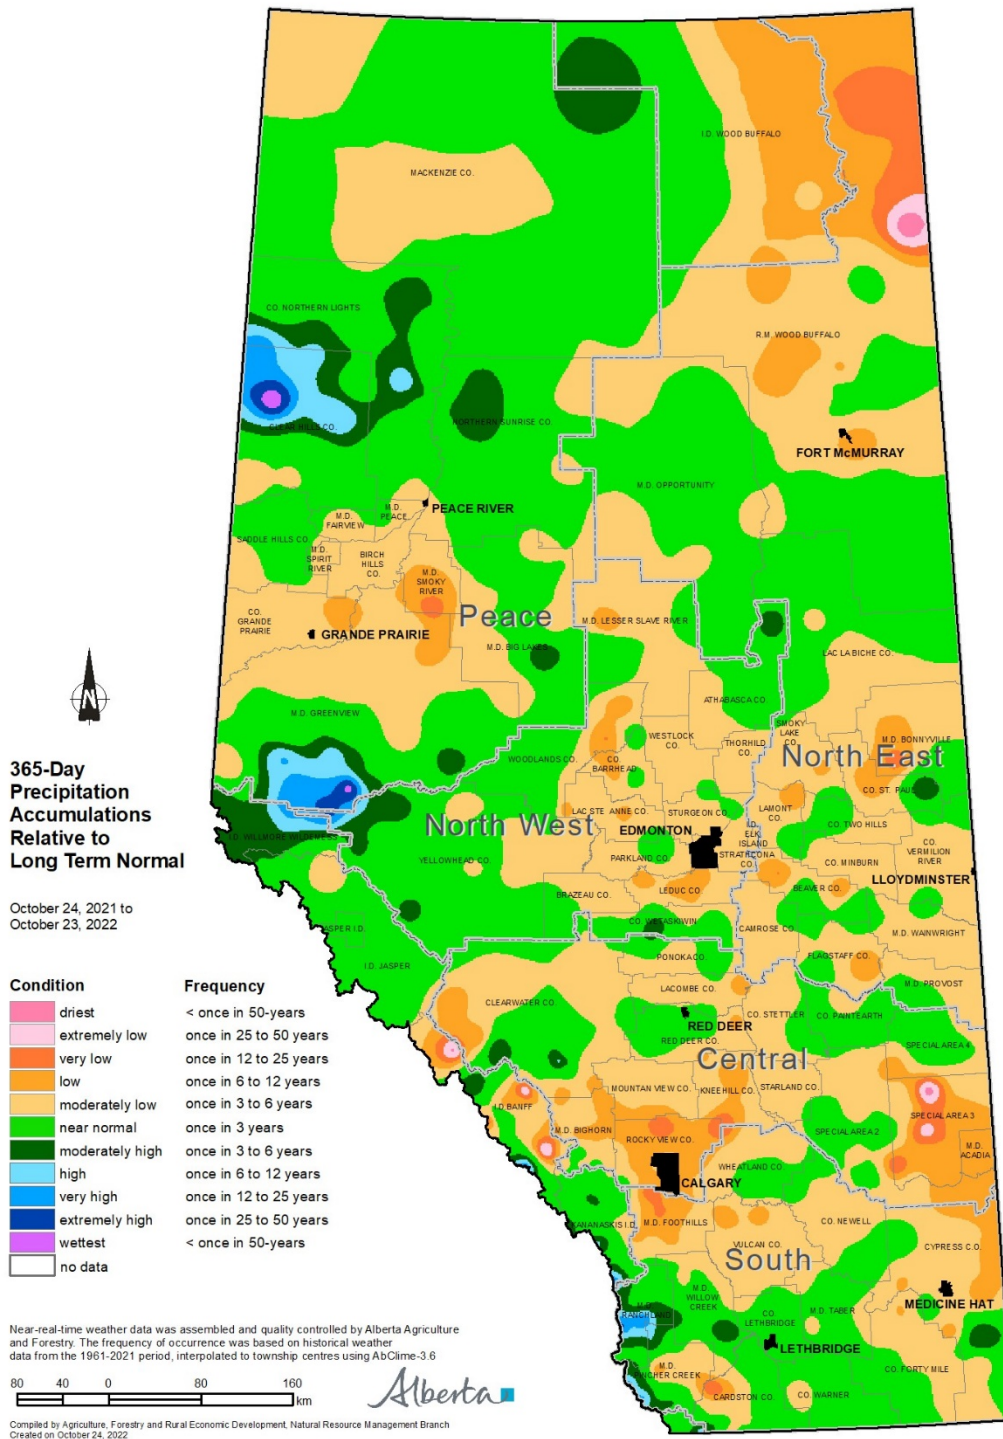 I.D. WOOD BUFFALO
MACKENZIE CO.
CO. NORTHERN LIGHTS
R.M. WOOD BUFFALO
CLEAR HILLS CO.
NORTHERN SUNRISE CO.
FORT McMURRAY
M.D. OPPORTUNITY
PEACE RIVER
M.D.
PEACE
M.D.
FAIRVIEW
SADDLE HILLS CO.
M.D.
SPIRIT
RIVER
BIRCH
HILLS
CO.
M.D.
SMOKY
RIVER
CO.
GRANDE
PRAIRIE
GRANDE PRAIRIE
Peace
M.D. LESSER SLAVE RIVER
M.D. BIG LAKES
LAC LA BICHE CO.
N
M.D. GREENVIEW
ATHABASCA CO.
SMOKY
LAKE
CO.
WESTLOCK
CO.
THORHILD
CO.
M.D. BONNYVILLE
North East
WOODLANDS CO.
CO.
BARRHEAD
CO. ST. PAUL
365-Day
Precipitation
Accumulations
Relative to
Long Term Normal
LAC STE ANNE CO.
STURGEON CO.
LAMONT
CO.
CO. TWO HILLS
North West
EDMONTON
I.D.
ELK
ISLAND
I.D. WILLMORE WILDERNESS
YELLOWHEAD CO.
PARKLAND CO.
STRATHCONA
CO.
CO. MINBURN
CO.
VERMILION
RIVER
LLOYDMINSTER
BRAZEAU CO.
LEDUC CO.
BEAVER CO.
October 24, 2021 to
October 23, 2022
CO. WETASKIWIN
CAMROSE CO.
M.D. WAINWRIGHT
JASPER I.D.
I.D. JASPER
PONOKA CO.
FLAGSTAFF CO.
M.D. PROVOST
LACOMBE CO.
CLEARWATER CO.
CO. STETTLER
CO. PAINTEARTH
RED DEER
RED DEER CO.
SPECIAL AREA 4
Central
MOUNTAIN VIEW CO.
KNEEHILL CO.
STARLAND CO.
I.D BANFF
M.D. BIGHORN
ROCKY VIEW CO.
SPECIAL AREA 2
SPECIAL AREA 3
M.D.
ACADIA
WHEATLAND CO.
CALGARY
KANANASKIS I.D.
M.D. FOOTHILLS
CO. NEWELL
VULCAN CO.
CYPRESS C.O.
South
M.D.
WILLOW
CREEK
MEDICINE HAT
RANCHLAND
CO.
LETHBRIDGE
M.D. TABER
LETHBRIDGE
M.D.
PINCHER CREEK
CARDSTON CO.
CO. WARNER
CO. FORTY MILE
Condition Frequency
driest < once in 50-years
extremely low once in 25 to 50 years
very low once in 12 to 25 years
low once in 6 to 12 years
moderately low once in 3 to 6 years
near normal once in 3 years
moderately high once in 3 to 6 years
high once in 6 to 12 years
very high once in 12 to 25 years
extremely high once in 25 to 50 years
wettest < once in 50-years
no data
Near-real-time weather data was assembled and quality controlled by Alberta Agriculture
and Forestry. The frequency of occurrence was based on historical weather
data from the 1961-2021 period, interpolated to township centres using AbClime-3.6
80 40 0 80 160
km
Alberta
Compiled by Agriculture, Forestry and Rural Economic Development, Natural Resource Management Branch
Created on October 24, 2022